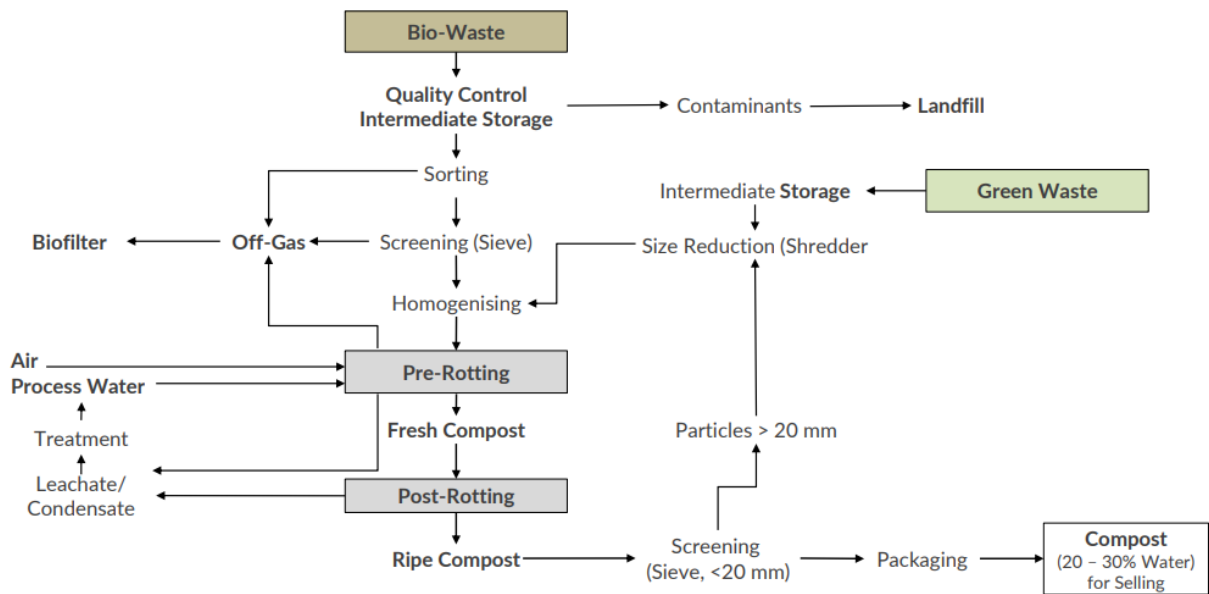 Bio-Waste
Quality Control
Intermediate Storage
Contaminants
Landfill
Sorting
Intermediate Storage
Green Waste
Biofilter
Off-Gas
Screening (Sieve)
Size Reduction (Shredder
Homogenising
Air
Process Water
Pre-Rotting
Treatment
Fresh Compost
Particles > 20 mm
Leachate/
Condensate
Post-Rotting
Ripe Compost
Screening
(Sieve, <20 mm)
Packaging
Compost
(20 – 30% Water)
for Selling